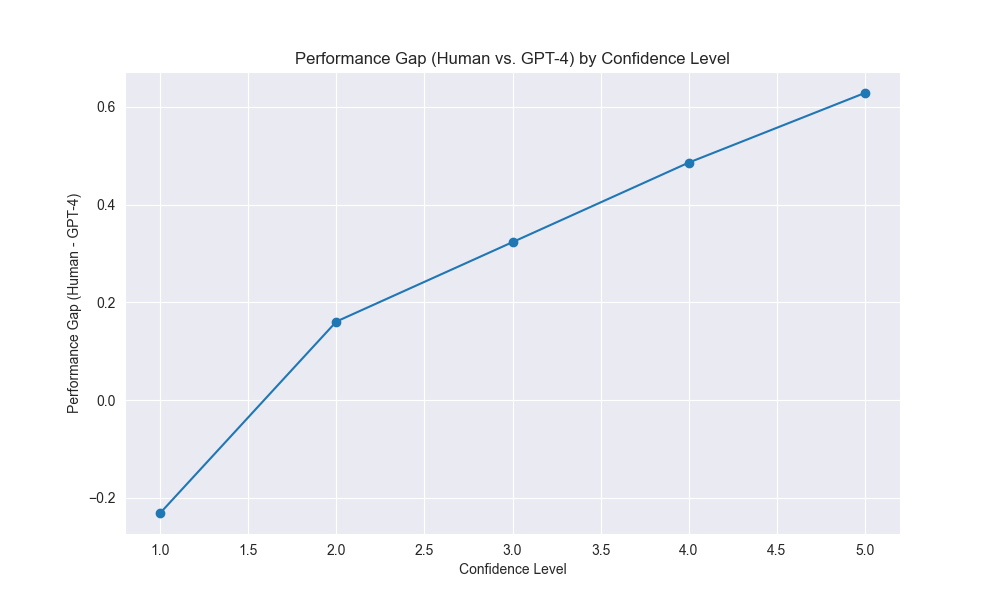 Performance Gap (Human vs. GPT-4) by Confidence Level
Performance Gap (Human - GPT-4)
0.6
0.4
0.2
0.0
−0.2
1.0 1.5 2.0 2.5 3.0 3.5 4.0 4.5 5.0
Confidence Level